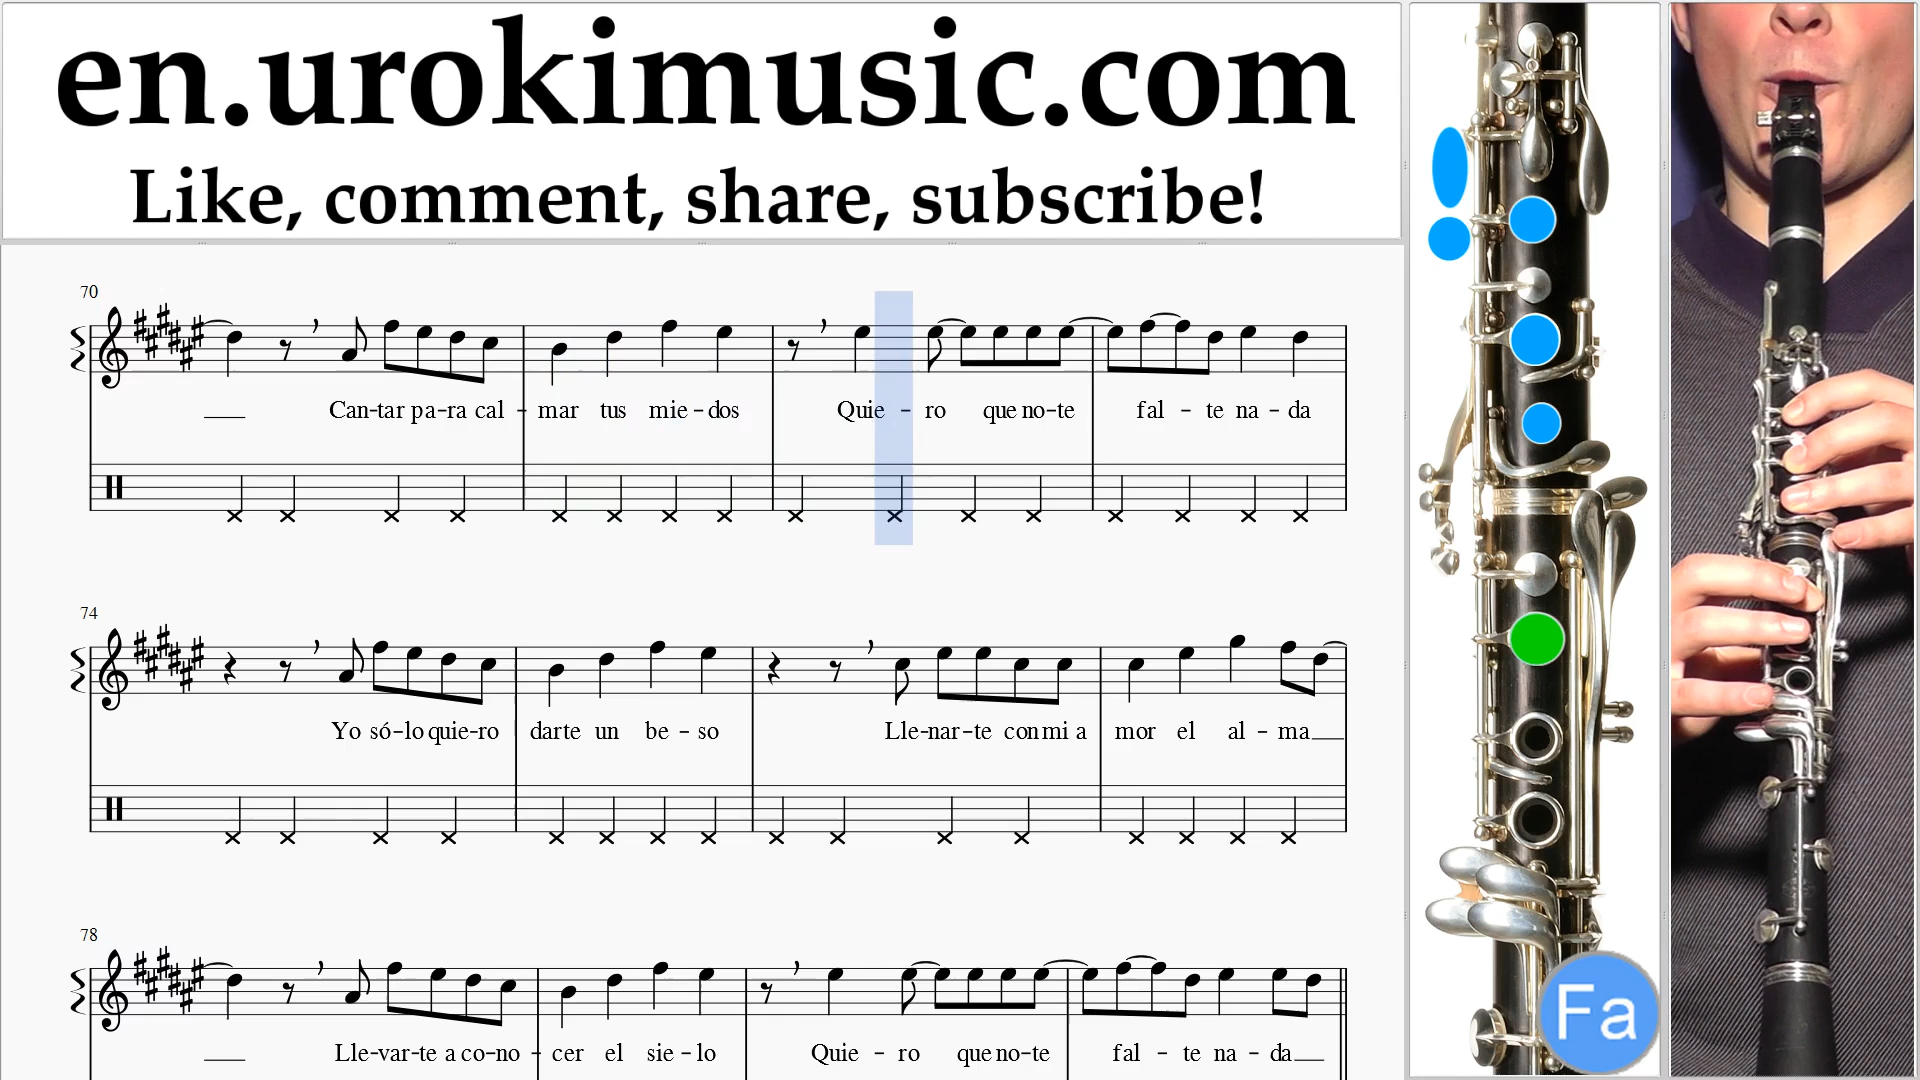 en.urokimusic.com
Like, comment, share, subscribe!
70
Can-tar pa-ra cal - mar tus mie - dos Quie - ro que no-te fal - te na - da
74
Yo só-lo quie-ro darte un be - so Lle-nar-te con mi a mor el al - ma
78
Lle-var-te a co-no - cer el sie - lo Quie - ro que no-te fal - te na - da
Fa